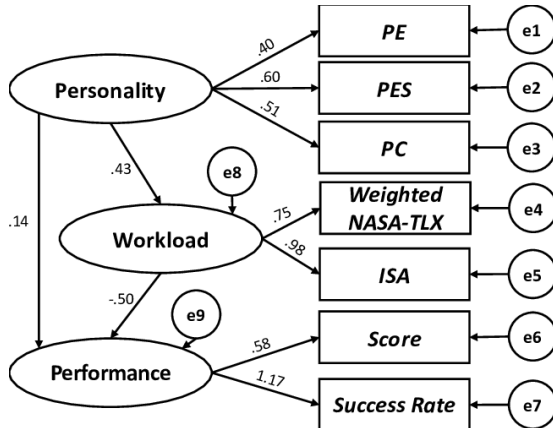 PE
e1
.40
Personality
.60
PES
e2
.51
PC
e3
.43
e8
.75
Weighted
NASA-TLX
e4
.14
Workload
.98
ISA
e5
-.50
e9
.58
Score
e6
Performance
1.17
Success Rate
e7